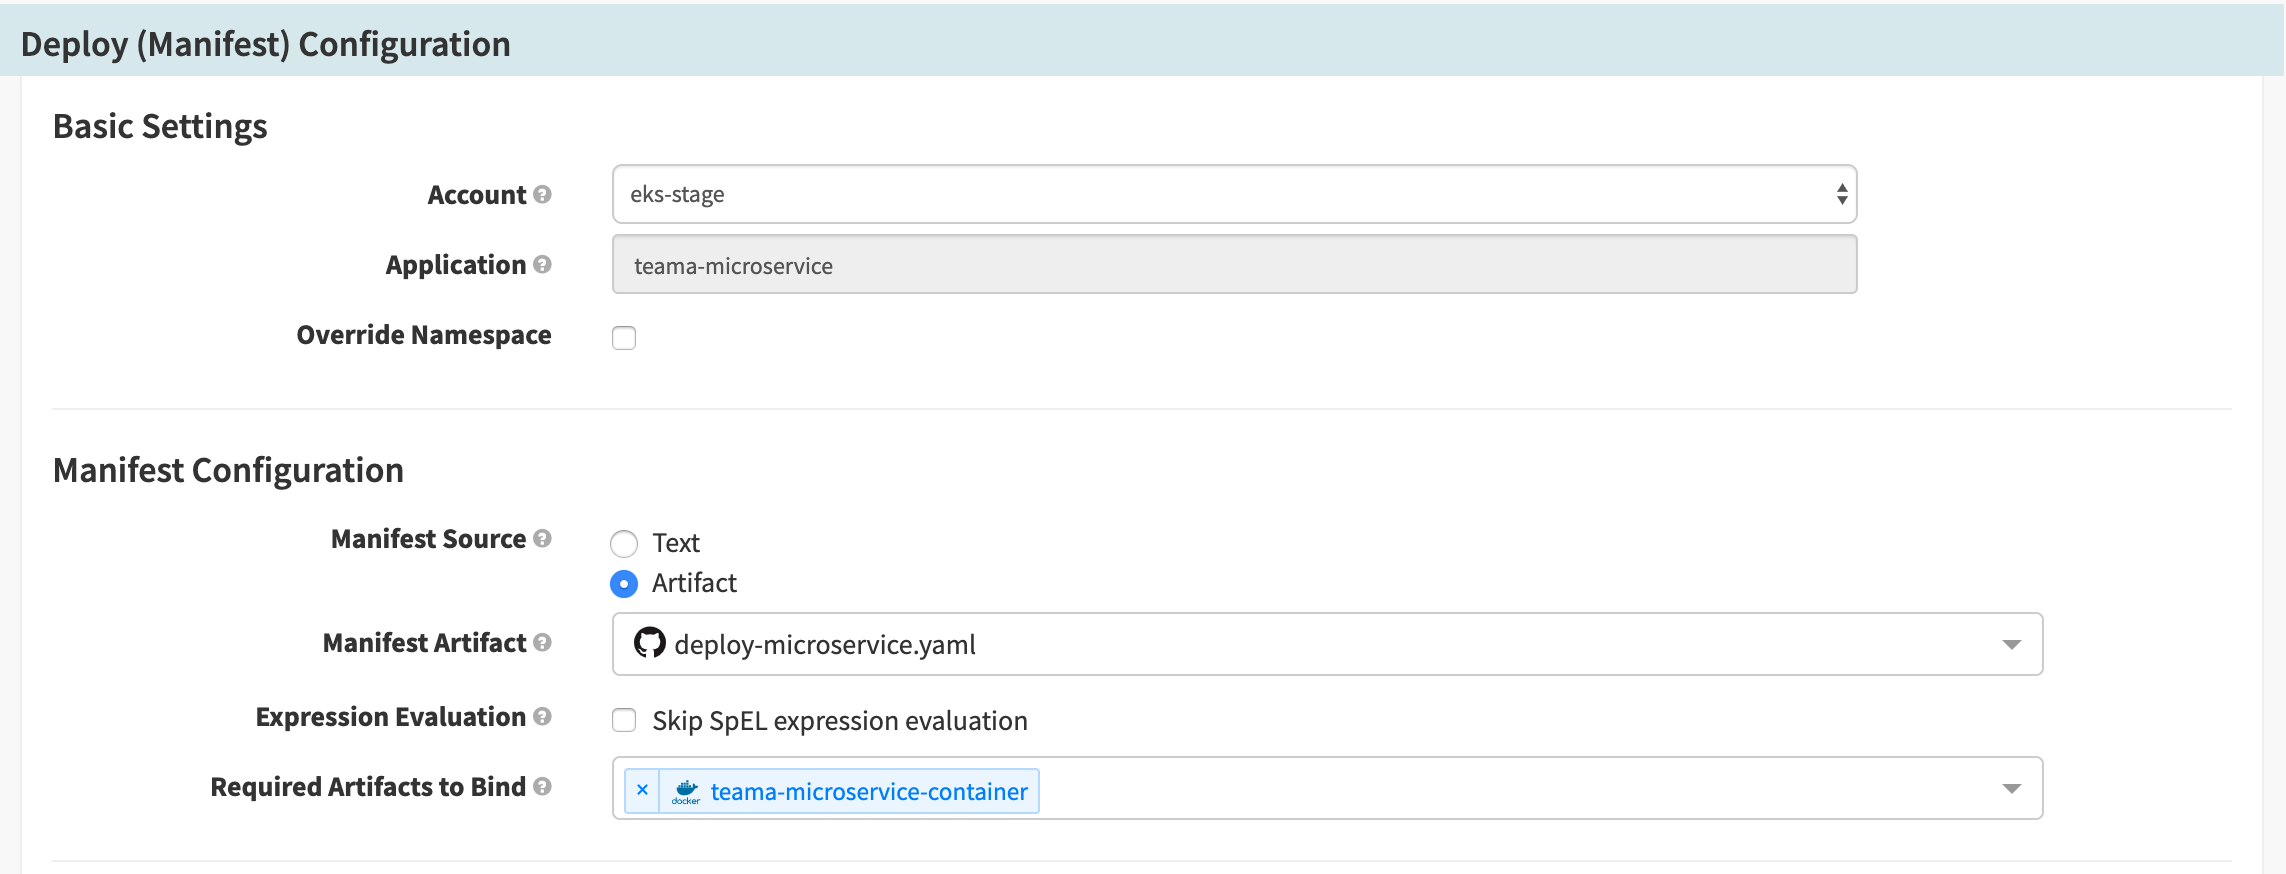 Deploy (Manifest) Configuration
Basic Settings
Account ?
eks-stage
Application ?
teama-microservice
Override Namespace
Manifest Configuration
Manifest Source ?
Text
Artifact
Manifest Artifact ?
deploy-microservice.yaml
Expression Evaluation ?
Skip SpEL expression evaluation
Required Artifacts to Bind ?
× docker teama-microservice-container